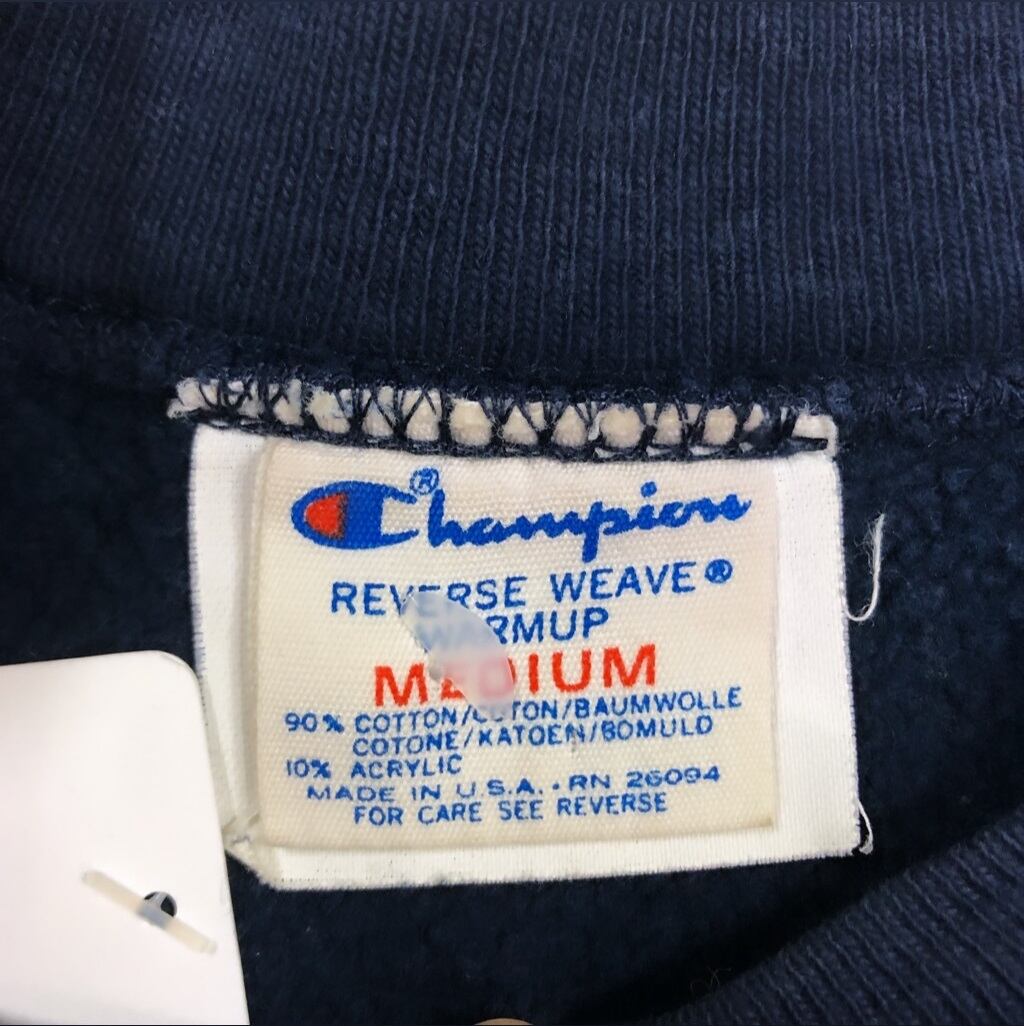 Champion®
REVERSE WEAVE®
WARMUP
MEDIUM
90% COTTON/COTON/BAUMWOLLE
COTONE/KATOEN/BOMULD
10% ACRYLIC
MADE IN U.S.A. · RN 26094
FOR CARE SEE REVERSE